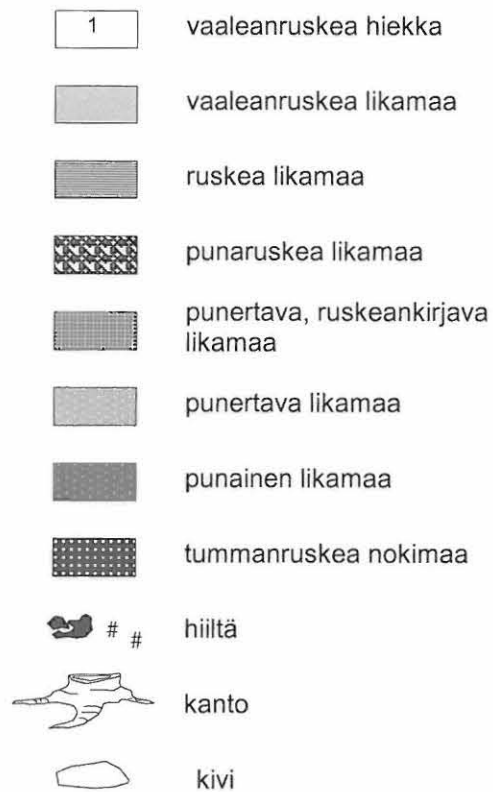 1 vaaleanruskea hiekka
vaaleanruskea likamaa
ruskea likamaa
punaruskea likamaa
punertava, ruskeankirjava
likamaa
punertava likamaa
punainen likamaa
tummanruskea nokimaa
# # hiiltä
kanto
kivi